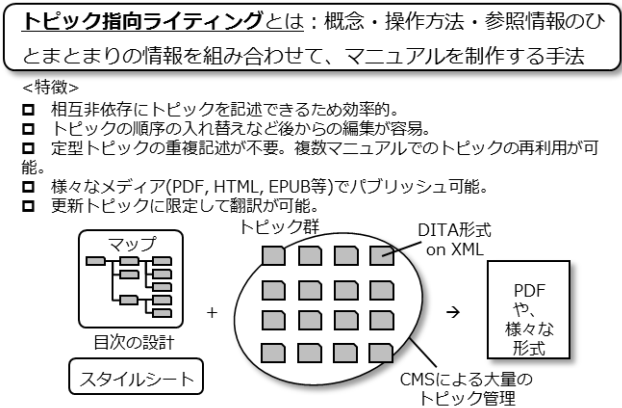 トピック指向ライティングとは：概念・操作方法・参照情報のひ
とまとまりの情報を組み合わせて、マニュアルを制作する手法
<特徴>
相互非依存にトピックを記述できるため効率的。
トピックの順序の入れ替えなど後からの編集が容易。
定型トピックの重複記述が不要。複数マニュアルでのトピックの再利用が可
能。
様々なメディア(PDF, HTML, EPUB等)でパブリッシュ可能。
更新トピックに限定して翻訳が可能。
トピック群
DITA形式
on XML
マップ
目次の設計
スタイルシート
+
→
PDF
や、
様々な
形式
CMSによる大量の
トピック管理